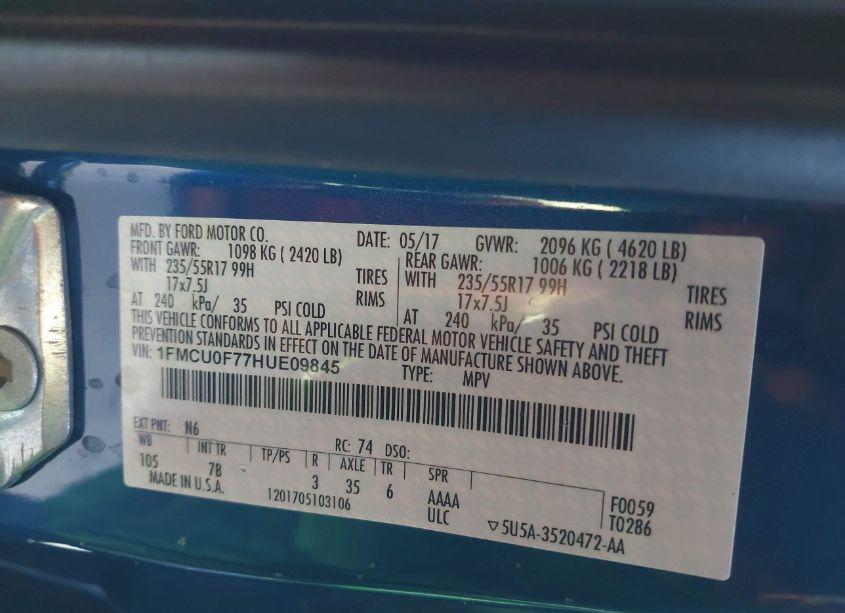 MFD. BY FORD MOTOR CO. DATE: 05/17 GVWR: 2096 KG ( 4620 LB)
FRONT GAWR: 1098 KG ( 2420 LB) REAR GAWR: 1006 KG ( 2218 LB)
WITH 235/55R17 99H TIRES WITH 235/55R17 99H TIRES
17x7.5J RIMS 17x7.5J RIMS
AT 240 kPa/ 35 PSI COLD AT 240 kPa/ 35 PSI COLD
THIS VEHICLE CONFORMS TO ALL APPLICABLE FEDERAL MOTOR VEHICLE SAFETY AND THEFT
PREVENTION STANDARDS IN EFFECT ON THE DATE OF MANUFACTURE SHOWN ABOVE.
VIN: 1FMCU0F77HUE09845 TYPE: MPV
EXT PNT: N6 RC: 74 DSO:
WB INT TR TP/PS R AXLE TR SPR
105 7B 3 35 6 AAAA F0059
MADE IN U.S.A. 1201705103106 ULC T0286
▽5U5A-3520472-AA